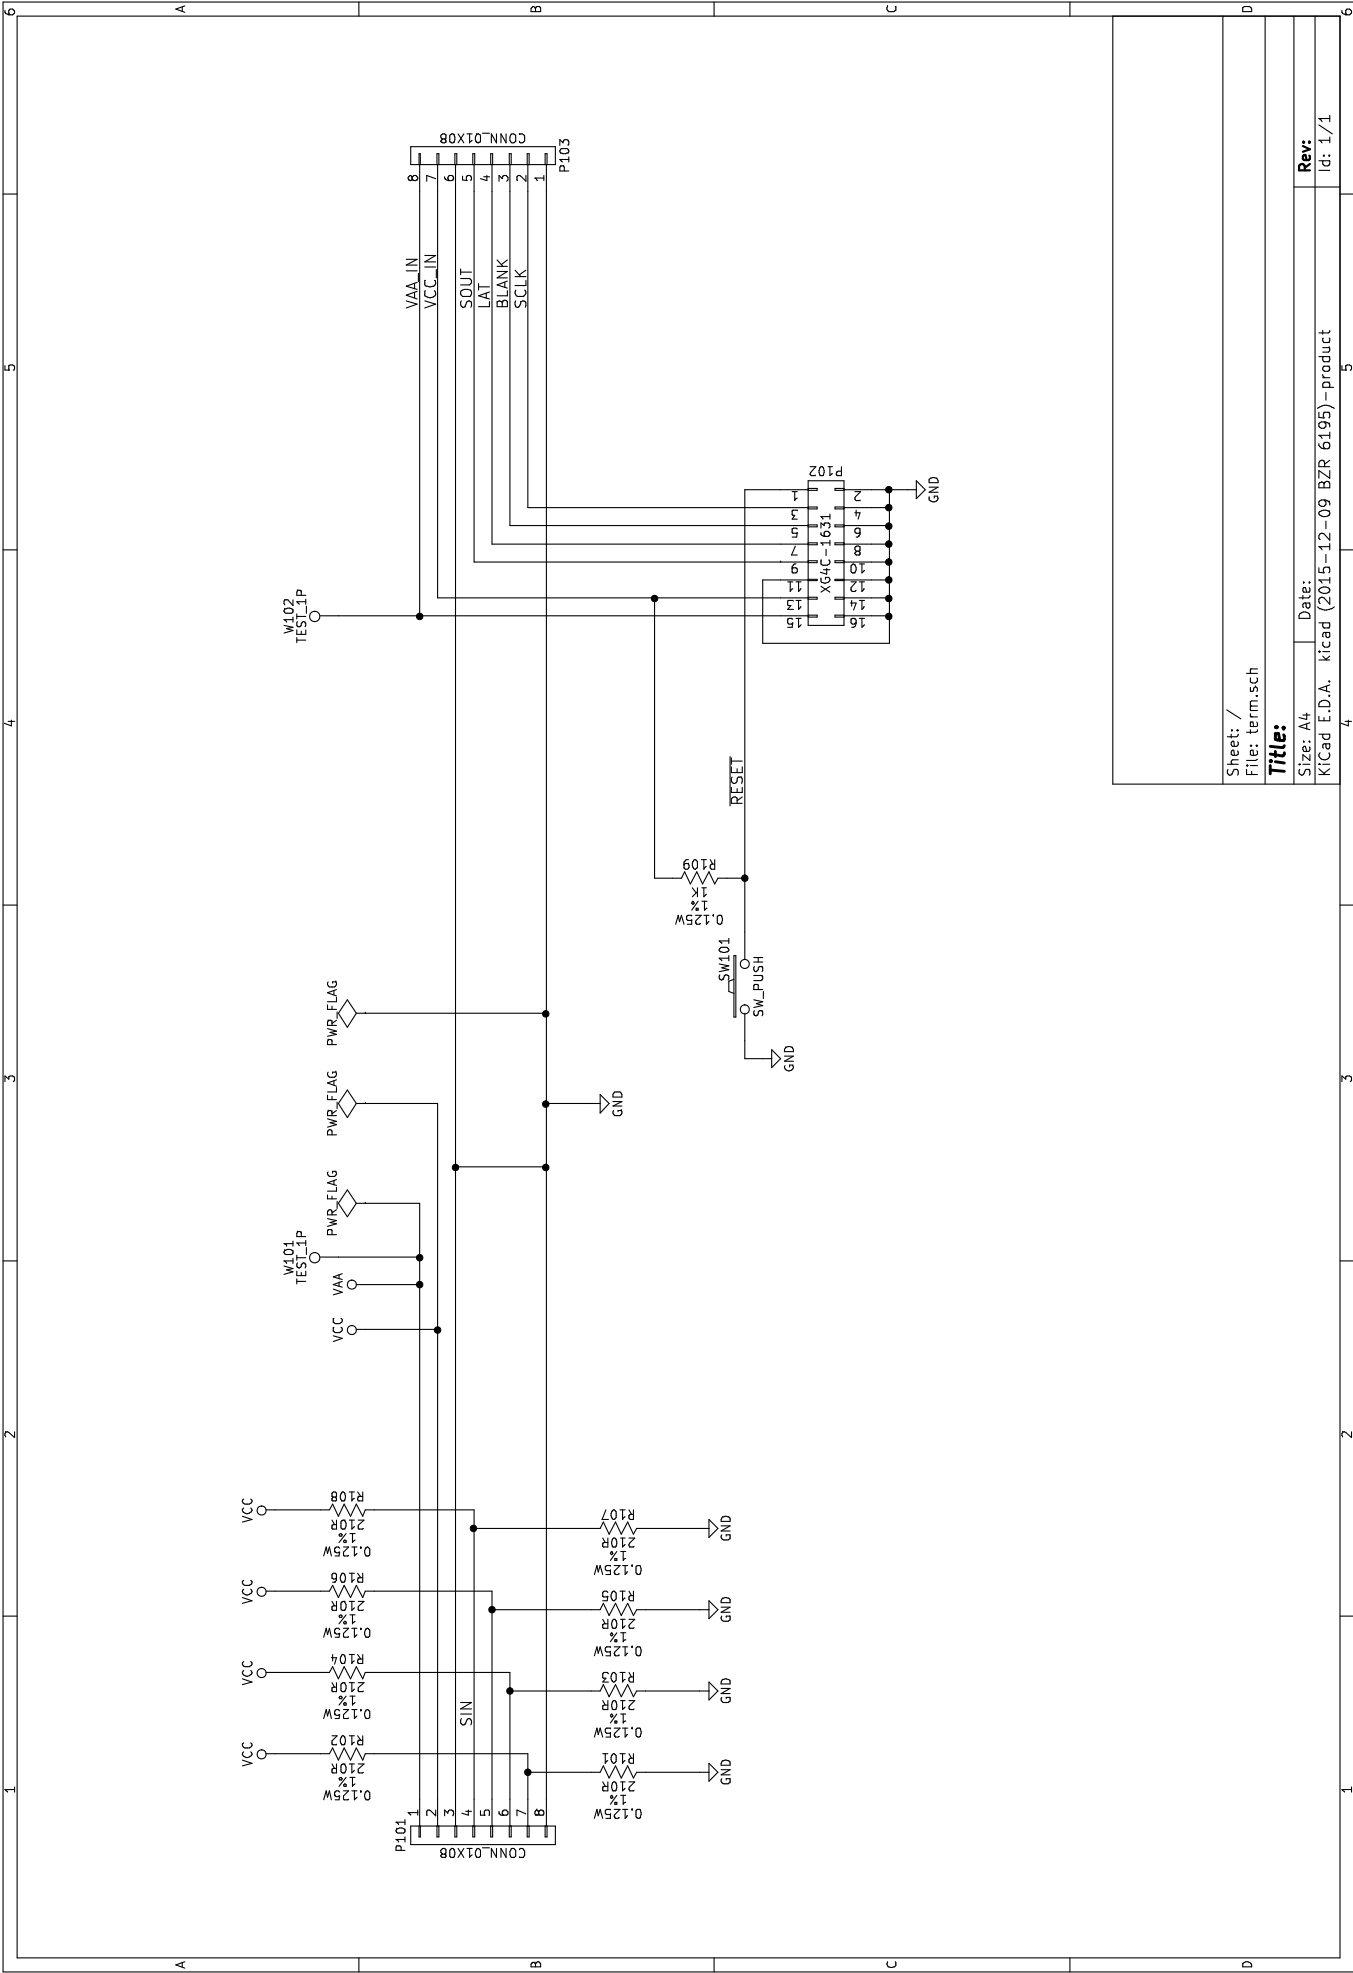 A
B
C
D
6
6
5
5
4
4
3
3
2
2
1
1
A
B
C
D
VCC
VCC
VCC
VCC
R102
210R
1%
0.125W
R104
210R
1%
0.125W
R106
210R
1%
0.125W
R108
210R
1%
0.125W
VCC
VAA
W101
TEST_1P
PWR_FLAG
PWR_FLAG
PWR_FLAG
W102
TEST_1P
P101
CONN_01X08
1
2
3
4
5
6
7
8
SIN
VAA_IN
VCC_IN
SOUT
LAT
BLANK
SCLK
8
7
6
5
4
3
2
1
CONN_01X08
P103
R101
210R
1%
0.125W
R103
210R
1%
0.125W
R105
210R
1%
0.125W
R107
210R
1%
0.125W
GND
GND
GND
GND
GND
R109
1K
1%
0.125W
RESET
SW101
SW_PUSH
GND
15
13
11
9
7
5
3
1
XG4C-1631
P102
16
14
12
10
8
6
4
2
GND
Sheet: /
File: term.sch
Title:
Size: A4
Date:
Rev:
KiCad E.D.A. kicad (2015-12-09 BZR 6195)-product
Id: 1/1